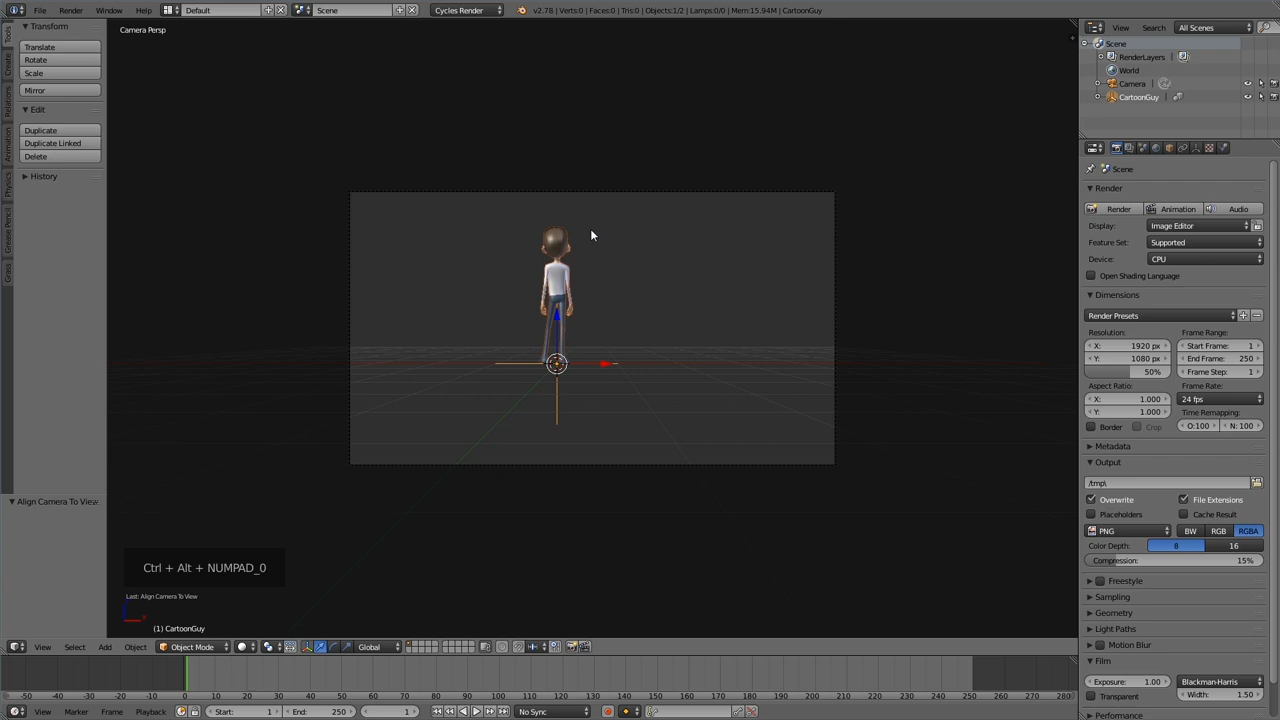 File Render Window Help Default Scene Cycles Render v2.78 | Verts:0 | Faces:0 | Tris:0 | Objects:1/2 | Lamps:0/0 | Mem:15.94M | CartoonGuy
Transform
Translate
Rotate
Scale
Mirror
Edit
Duplicate
Duplicate Linked
Delete
History
Align Camera To View
Tools
Create
Relations
Animation
Physics
Grease Pencil
Grass
Camera Persp
Ctrl + Alt + NUMPAD_0
Last: Align Camera To View
(1) CartoonGuy
View Select Add Object Object Mode Global
-50 -40 -30 -20 -10 0 10 20 30 40 50 60 70 80 90 100 110 120 130 140 150 160 170 180 190 200 210 220 230 240 250 260 270 280
View Marker Frame Playback Start: 1 End: 250 1 No Sync
View Search All Scenes
Scene
RenderLayers
World
Camera
CartoonGuy
Scene
Render
Render Animation Audio
Display: Image Editor
Feature Set: Supported
Device: CPU
Open Shading Language
Dimensions
Render Presets
Resolution: Frame Range:
X: 1920 px Start Frame: 1
Y: 1080 px End Frame: 250
50% Frame Step: 1
Aspect Ratio: Frame Rate:
X: 1.000 24 fps
Y: 1.000 Time Remapping:
Border Crop O:100 N: 100
Metadata
Output
/tmp\
Overwrite File Extensions
Placeholders Cache Result
PNG BW RGB RGBA
Color Depth: 8 16
Compression: 15%
Freestyle
Sampling
Geometry
Light Paths
Motion Blur
Film
Exposure: 1.00 Blackman-Harris
Transparent Width: 1.50
Performance